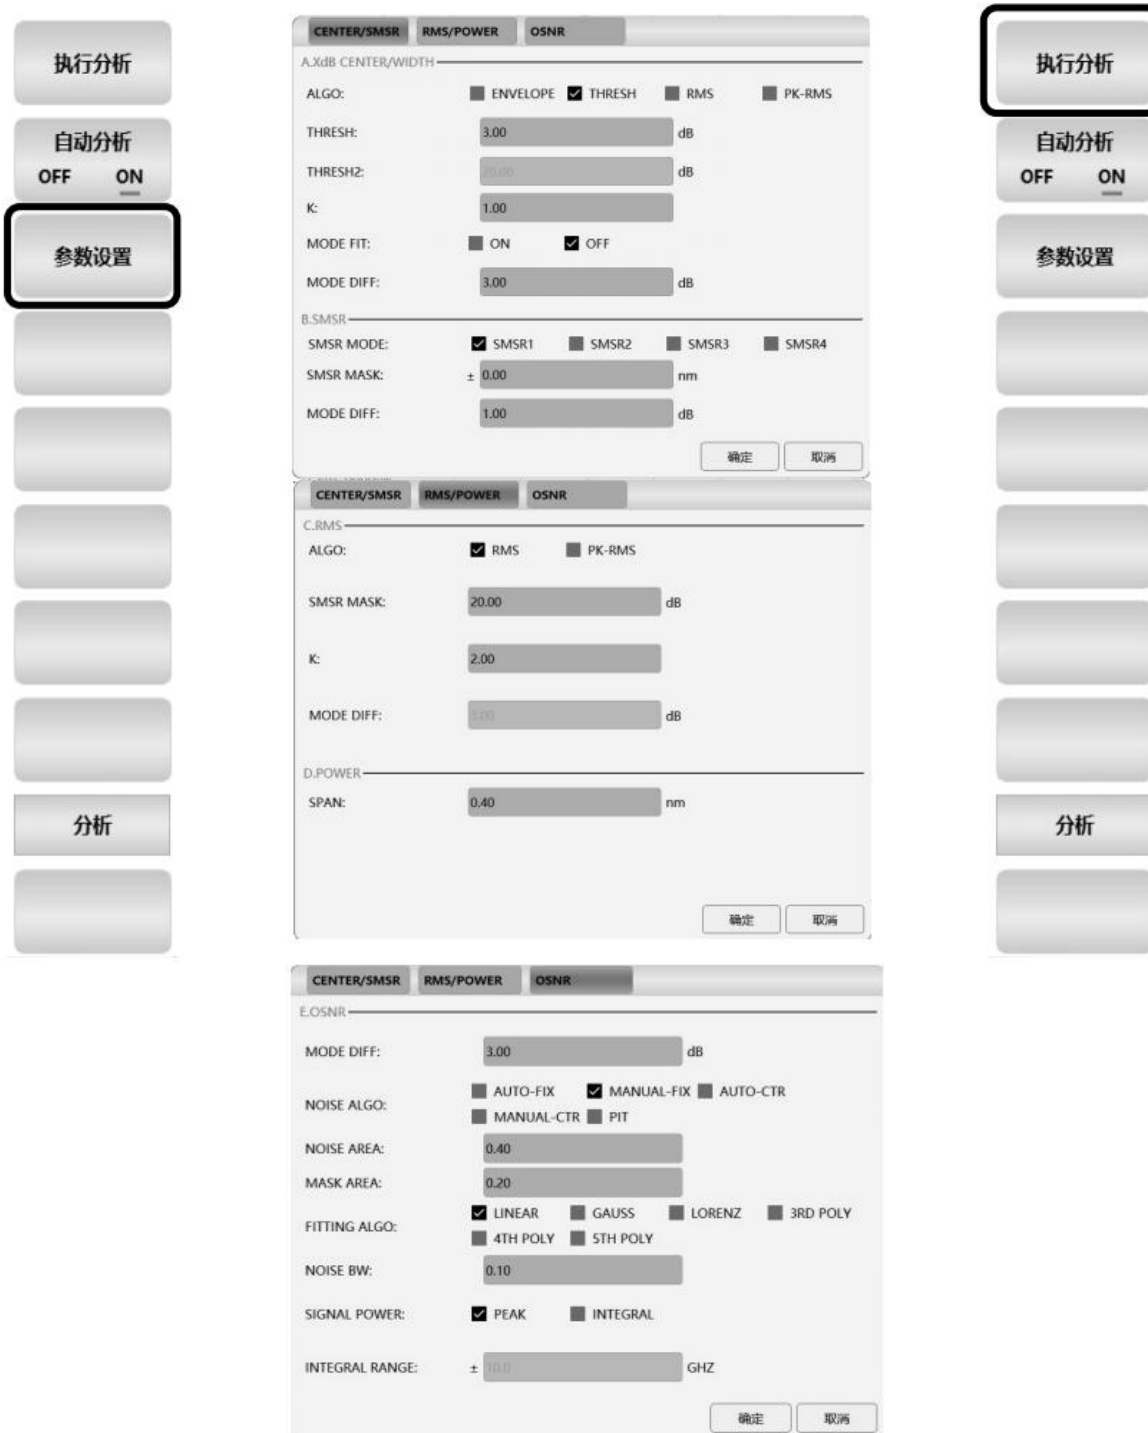 执行分析
自动分析
OFF ON
参数设置
分析
CENTER/SMSR RMS/POWER OSNR
A.XdB CENTER/WIDTH
ALGO: ENVELOPE THRESH RMS PK-RMS
THRESH: 3.00 dB
THRESH2: 20.00 dB
K: 1.00
MODE FIT: ON OFF
MODE DIFF: 3.00 dB
B.SMSR
SMSR MODE: SMSR1 SMSR2 SMSR3 SMSR4
SMSR MASK: ± 0.00 nm
MODE DIFF: 1.00 dB
确定 取消
CENTER/SMSR RMS/POWER OSNR
C.RMS
ALGO: RMS PK-RMS
SMSR MASK: 20.00 dB
K: 2.00
MODE DIFF: 3.00 dB
D.POWER
SPAN: 0.40 nm
确定 取消
CENTER/SMSR RMS/POWER OSNR
E.OSNR
MODE DIFF: 3.00 dB
NOISE ALGO: AUTO-FIX MANUAL-FIX AUTO-CTR
MANUAL-CTR PIT
NOISE AREA: 0.40
MASK AREA: 0.20
FITTING ALGO: LINEAR GAUSS LORENZ 3RD POLY
4TH POLY 5TH POLY
NOISE BW: 0.10
SIGNAL POWER: PEAK INTEGRAL
INTEGRAL RANGE: ± 10.0 GHZ
确定 取消
执行分析
自动分析
OFF ON
参数设置
分析